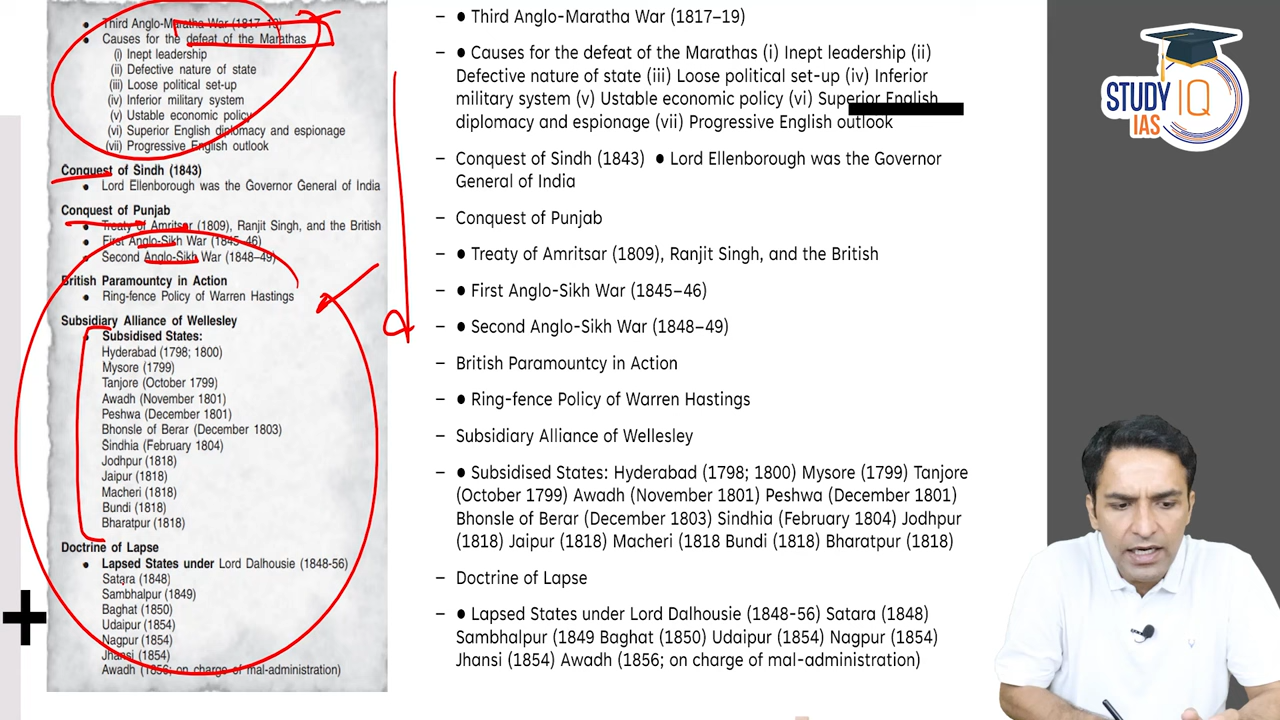 ● Third Anglo-Maratha War (1817–19)
● Causes for the defeat of the Marathas
(i) Inept leadership
(ii) Defective nature of state
(iii) Loose political set-up
(iv) Inferior military system
(v) Ustable economic policy
(vi) Superior English diplomacy and espionage
(vii) Progressive English outlook
Conquest of Sindh (1843)
● Lord Ellenborough was the Governor General of India
Conquest of Punjab
● Treaty of Amritsar (1809), Ranjit Singh, and the British
● First Anglo-Sikh War (1845–46)
● Second Anglo-Sikh War (1848–49)
British Paramountcy in Action
● Ring-fence Policy of Warren Hastings
Subsidiary Alliance of Wellesley
● Subsidised States:
Hyderabad (1798; 1800)
Mysore (1799)
Tanjore (October 1799)
Awadh (November 1801)
Peshwa (December 1801)
Bhonsle of Berar (December 1803)
Sindhia (February 1804)
Jodhpur (1818)
Jaipur (1818)
Macheri (1818)
Bundi (1818)
Bharatpur (1818)
Doctrine of Lapse
● Lapsed States under Lord Dalhousie (1848-56)
Satara (1848)
Sambhalpur (1849)
Baghat (1850)
Udaipur (1854)
Nagpur (1854)
Jhansi (1854)
Awadh (1856; on charge of mal-administration)
– ● Third Anglo-Maratha War (1817–19)
– ● Causes for the defeat of the Marathas (i) Inept leadership (ii)
Defective nature of state (iii) Loose political set-up (iv) Inferior
military system (v) Ustable economic policy (vi) Superior English
diplomacy and espionage (vii) Progressive English outlook
– Conquest of Sindh (1843) ● Lord Ellenborough was the Governor
General of India
– Conquest of Punjab
– ● Treaty of Amritsar (1809), Ranjit Singh, and the British
– ● First Anglo-Sikh War (1845–46)
– ● Second Anglo-Sikh War (1848–49)
– British Paramountcy in Action
– ● Ring-fence Policy of Warren Hastings
– Subsidiary Alliance of Wellesley
– ● Subsidised States: Hyderabad (1798; 1800) Mysore (1799) Tanjore
(October 1799) Awadh (November 1801) Peshwa (December 1801)
Bhonsle of Berar (December 1803) Sindhia (February 1804) Jodhpur
(1818) Jaipur (1818) Macheri (1818 Bundi (1818) Bharatpur (1818)
– Doctrine of Lapse
– ● Lapsed States under Lord Dalhousie (1848-56) Satara (1848)
Sambhalpur (1849 Baghat (1850) Udaipur (1854) Nagpur (1854)
Jhansi (1854) Awadh (1856; on charge of mal-administration)
STUDY IQ
IAS